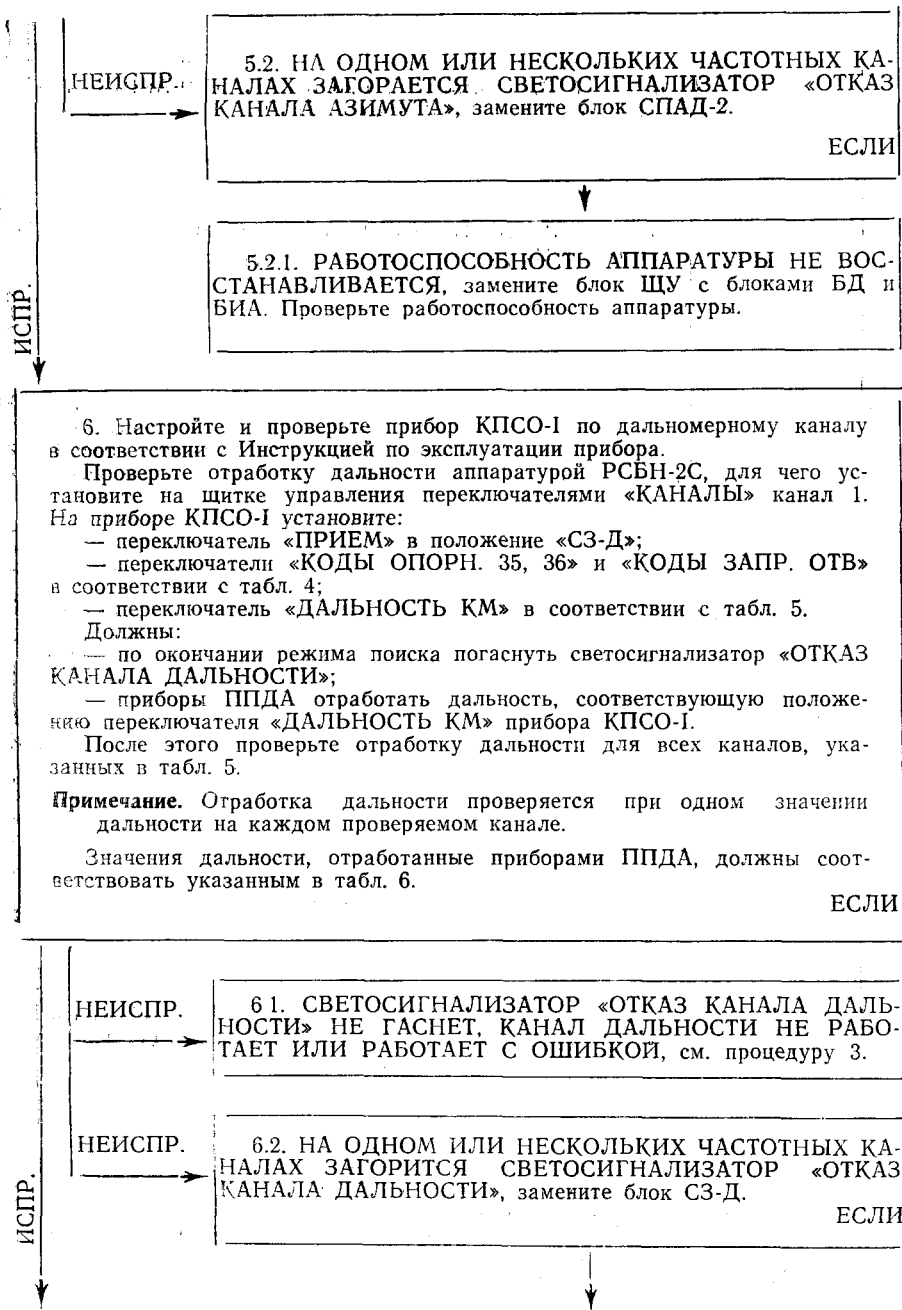 НЕИСПР.
5.2. НА ОДНОМ ИЛИ НЕСКОЛЬКИХ ЧАСТОТНЫХ КА-
НАЛАХ ЗАГОРАЕТСЯ СВЕТОСИГНАЛИЗАТОР «ОТКАЗ
КАНАЛА АЗИМУТА», замените блок СПАД-2.
ЕСЛИ
5.2.1. РАБОТОСПОСОБНОСТЬ АППАРАТУРЫ НЕ ВОС-
СТАНАВЛИВАЕТСЯ, замените блок ЩУ с блоками БД и
БИА. Проверьте работоспособность аппаратуры.
ИСПР.
6. Настройте и проверьте прибор КПСО-I по дальномерному каналу
в соответствии с Инструкцией по эксплуатации прибора.
Проверьте отработку дальности аппаратурой РСБН-2С, для чего ус-
тановите на щитке управления переключателями «КАНАЛЫ» канал 1.
На приборе КПСО-I установите:
— переключатель «ПРИЕМ» в положение «СЗ-Д»;
— переключатели «КОДЫ ОПОРН. 35, 36» и «КОДЫ ЗАПР. ОТВ»
в соответствии с табл. 4;
— переключатель «ДАЛЬНОСТЬ КМ» в соответствии с табл. 5.
Должны:
— по окончании режима поиска погаснуть светосигнализатор «ОТКАЗ
КАНАЛА ДАЛЬНОСТИ»;
— приборы ППДА отработать дальность, соответствующую положе-
нию переключателя «ДАЛЬНОСТЬ КМ» прибора КПСО-I.
После этого проверьте отработку дальности для всех каналов, ука-
занных в табл. 5.
Примечание. Отработка дальности проверяется при одном значении
дальности на каждом проверяемом канале.
Значения дальности, отработанные приборами ППДА, должны соот-
ветствовать указанным в табл. 6.
ЕСЛИ
НЕИСПР.
6 1. СВЕТОСИГНАЛИЗАТОР «ОТКАЗ КАНАЛА ДАЛЬ-
НОСТИ» НЕ ГАСНЕТ, КАНАЛ ДАЛЬНОСТИ НЕ РАБО-
ТАЕТ ИЛИ РАБОТАЕТ С ОШИБКОЙ, см. процедуру 3.
НЕИСПР.
6.2. НА ОДНОМ ИЛИ НЕСКОЛЬКИХ ЧАСТОТНЫХ КА-
НАЛАХ ЗАГОРИТСЯ СВЕТОСИГНАЛИЗАТОР «ОТКАЗ
КАНАЛА ДАЛЬНОСТИ», замените блок СЗ-Д.
ЕСЛИ
ИСПР.